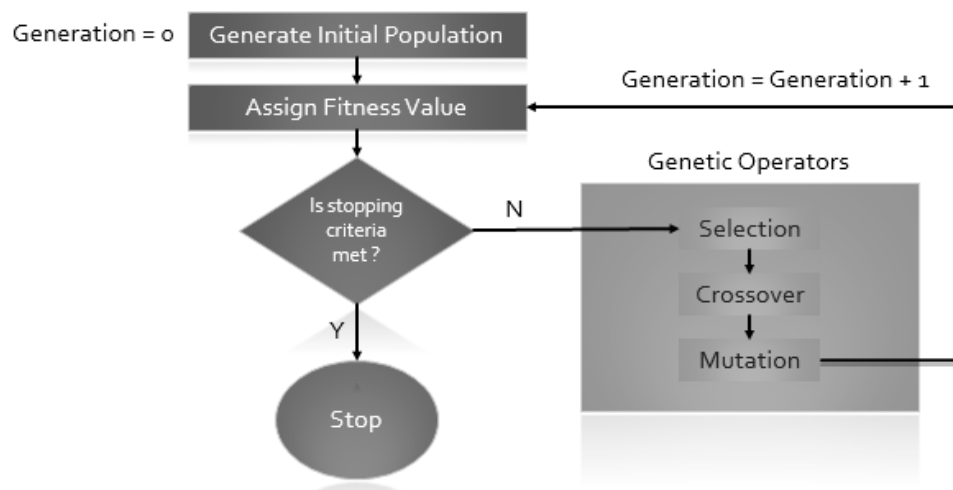 Generation = 0
Generate Initial Population
Assign Fitness Value
Generation = Generation + 1
Is stopping
criteria
met ?
N
Y
Stop
Genetic Operators
Selection
Crossover
Mutation